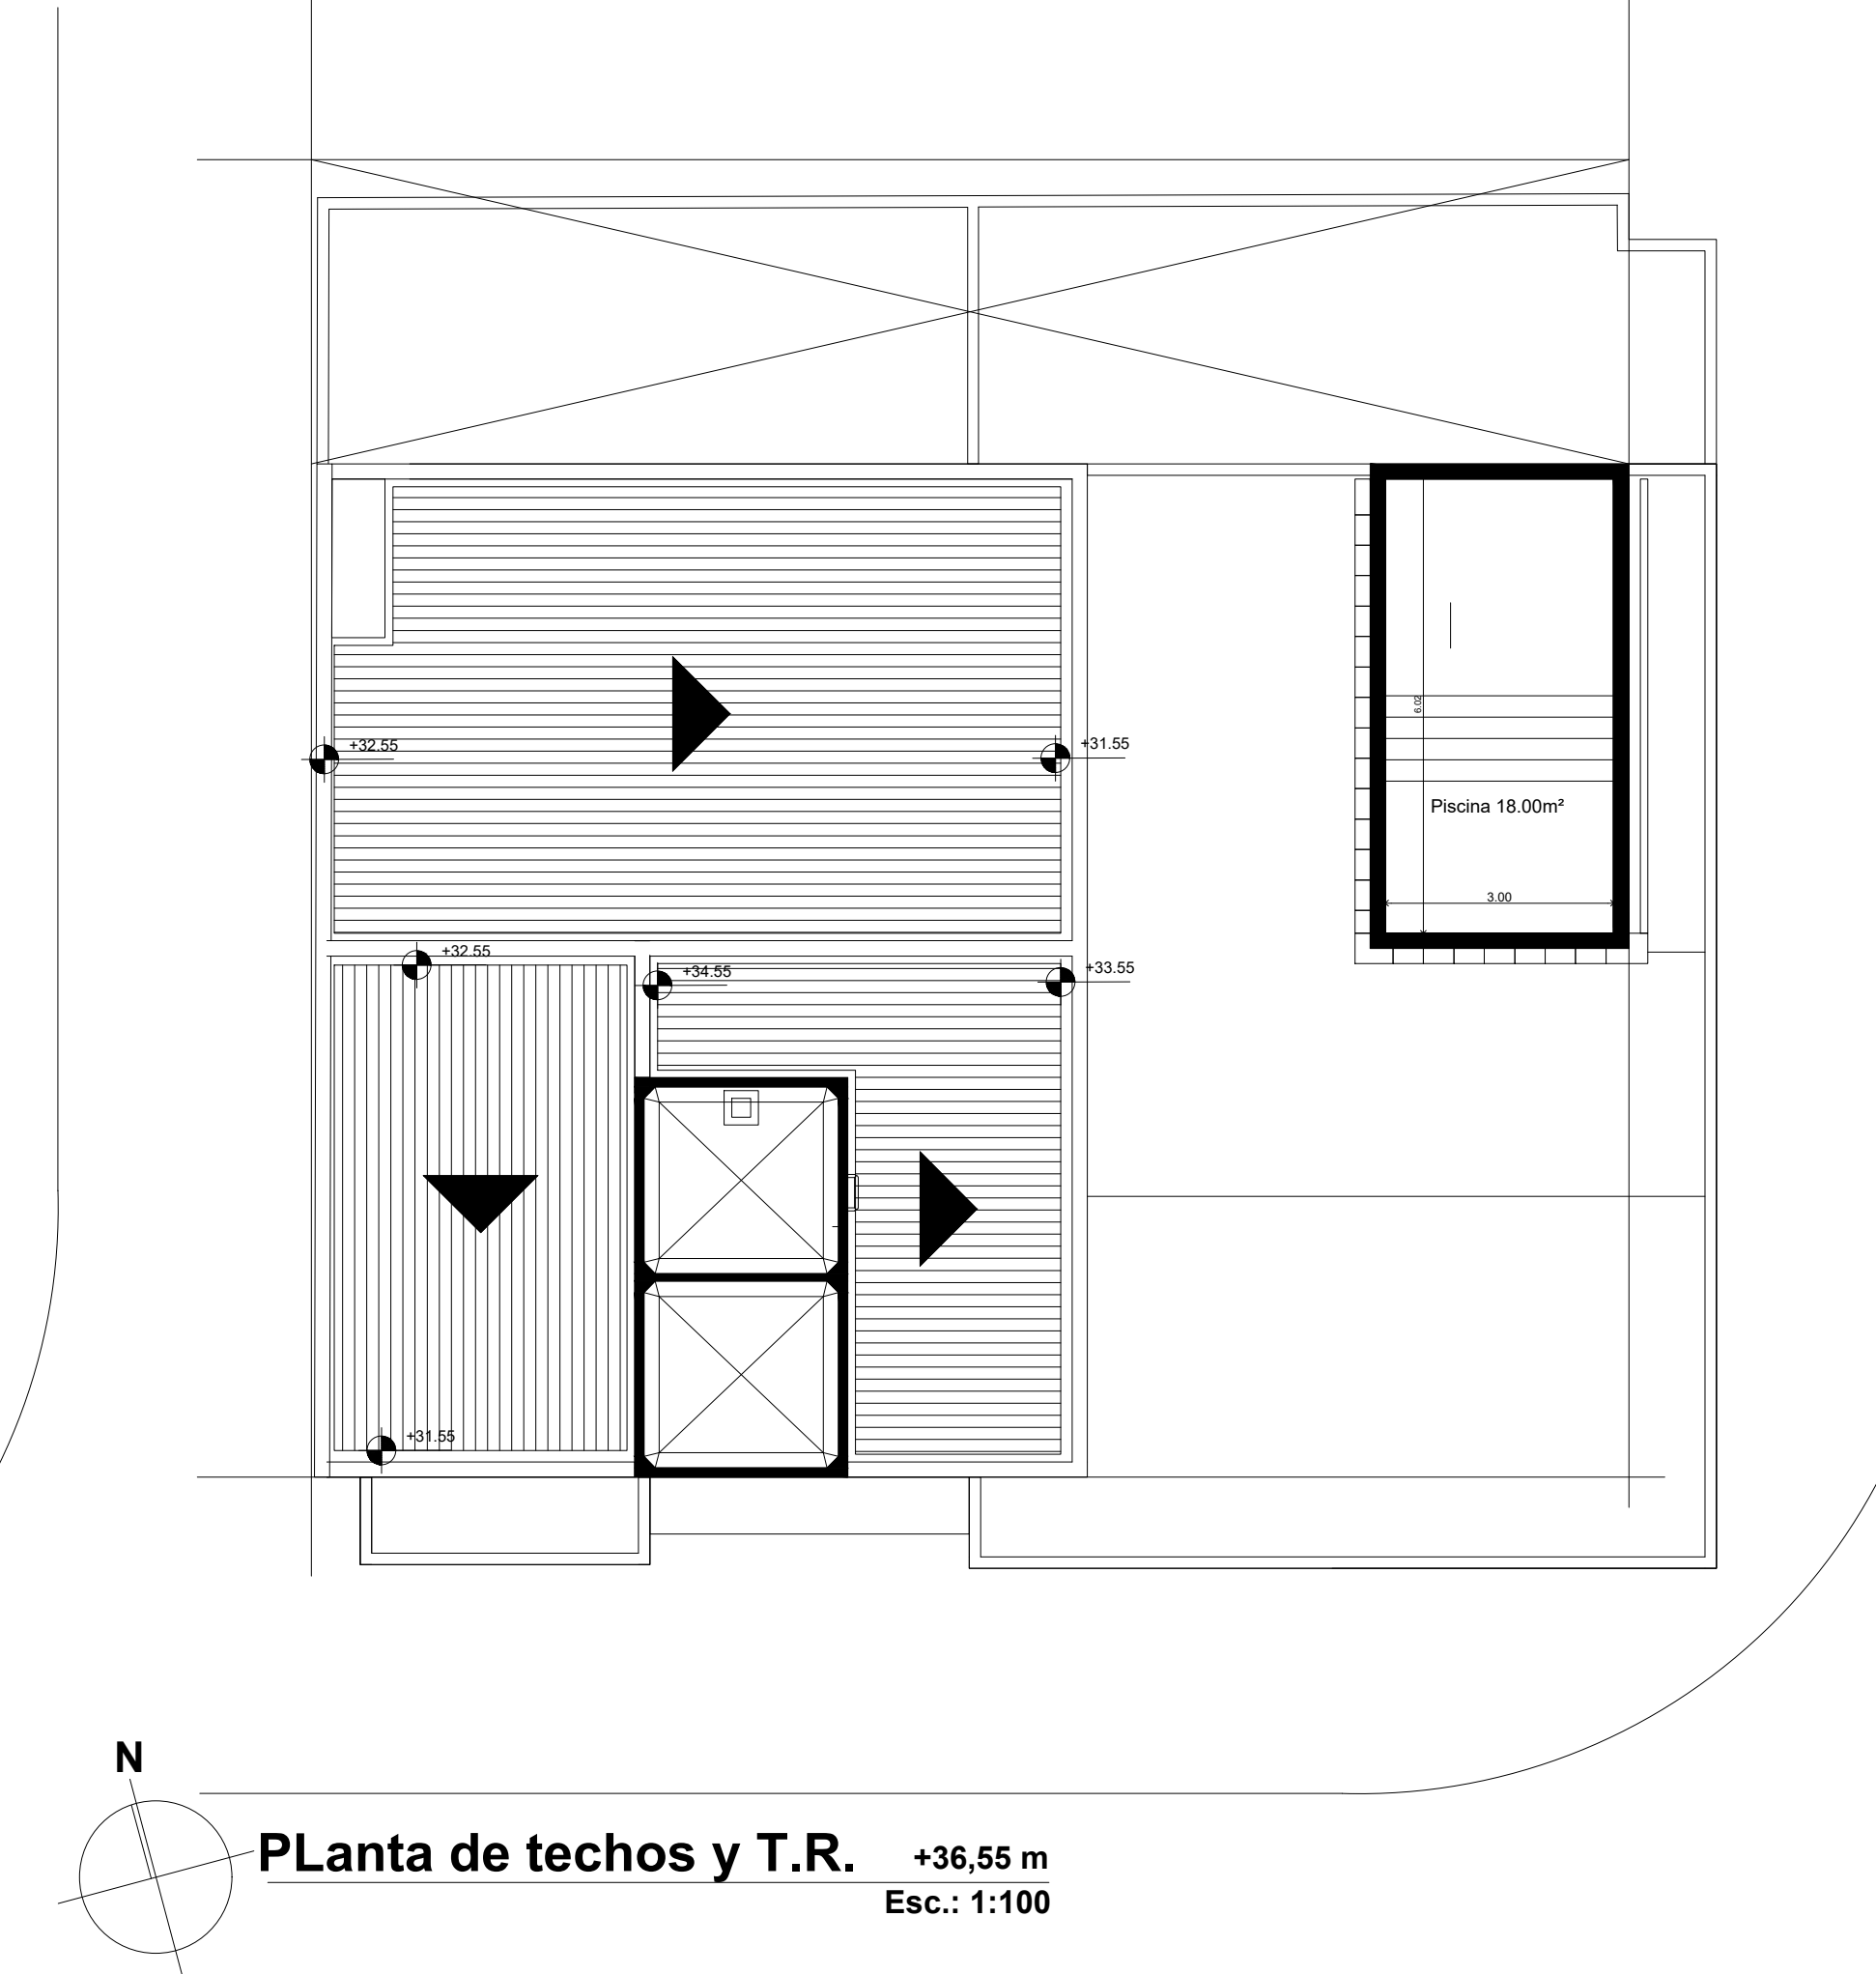 6.02
+32.55
+31.55
Piscina 18.00m²
3.00
+32.55
+34.55
+33.55
+31.55
N
PLanta de techos y T.R.
+36,55 m
Esc.: 1:100